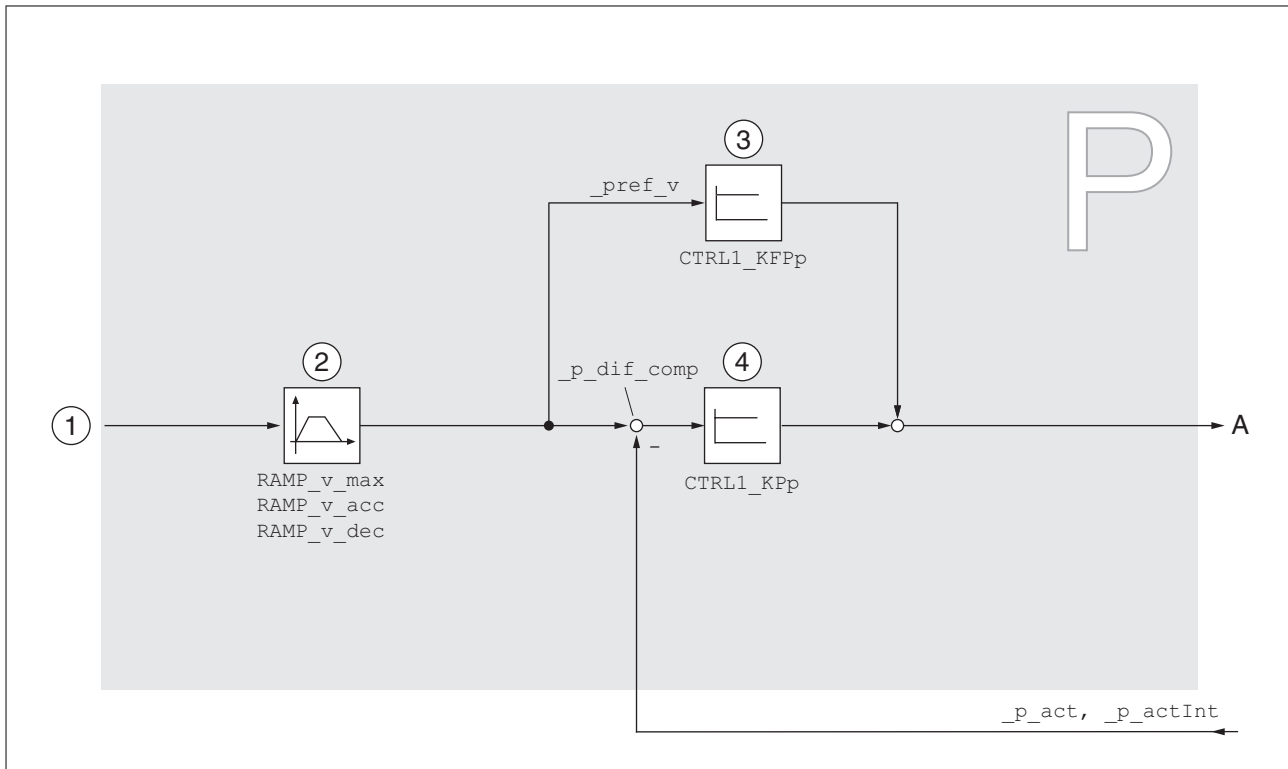 P
3
_pref_v
CTRL1_KFPp
2
_p_dif_comp
4
1
A
-
RAMP_v_max
RAMP_v_acc
RAMP_v_dec
CTRL1_KPp
_p_act, _p_actInt